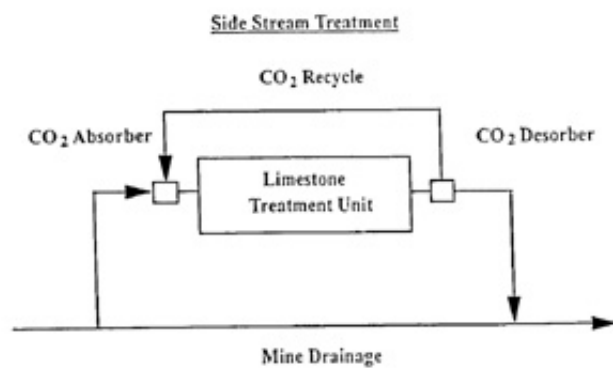 Side Stream Treatment
CO2 Recycle
CO2 Absorber
CO2 Desorber
Limestone
Treatment Unit
Mine Drainage